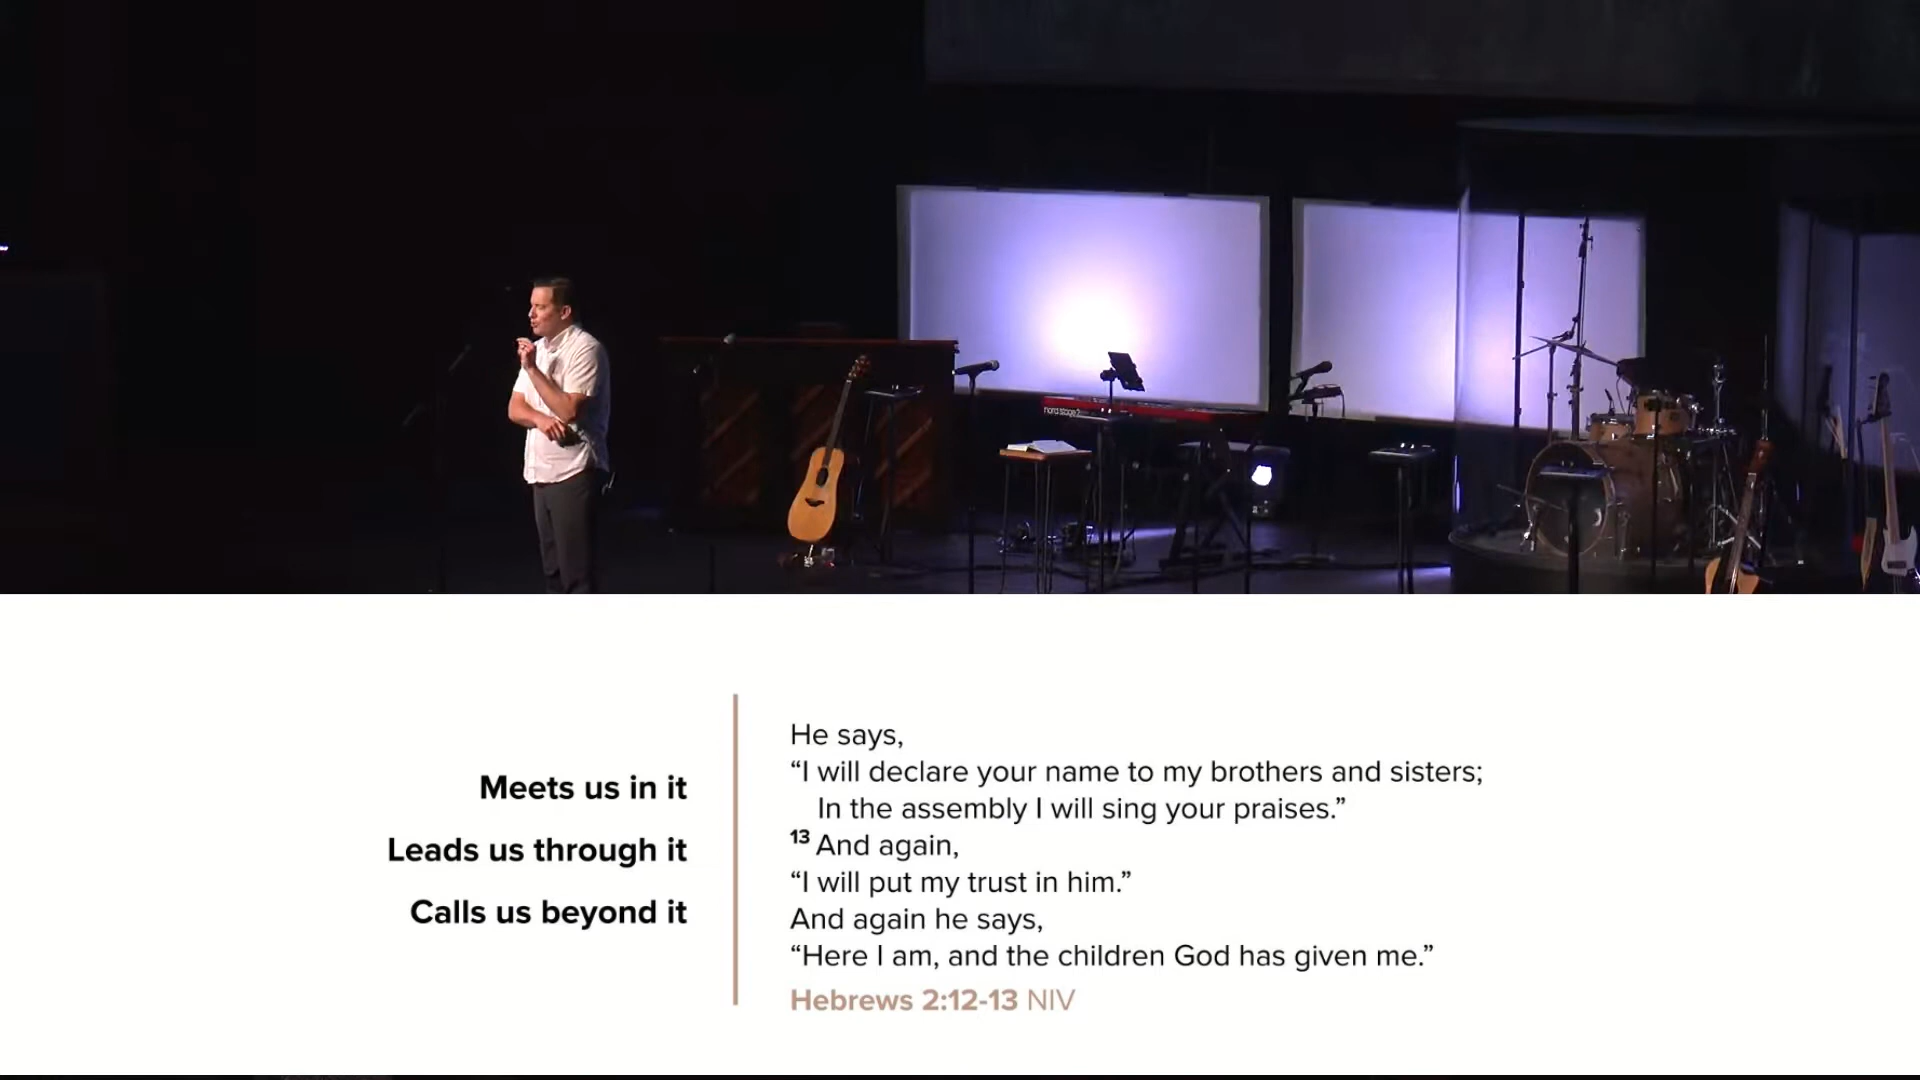 nord stage 2
Meets us in it
Leads us through it
Calls us beyond it
He says,
“I will declare your name to my brothers and sisters;
In the assembly I will sing your praises.”
13 And again,
“I will put my trust in him.”
And again he says,
“Here I am, and the children God has given me.”
Hebrews 2:12-13 NIV